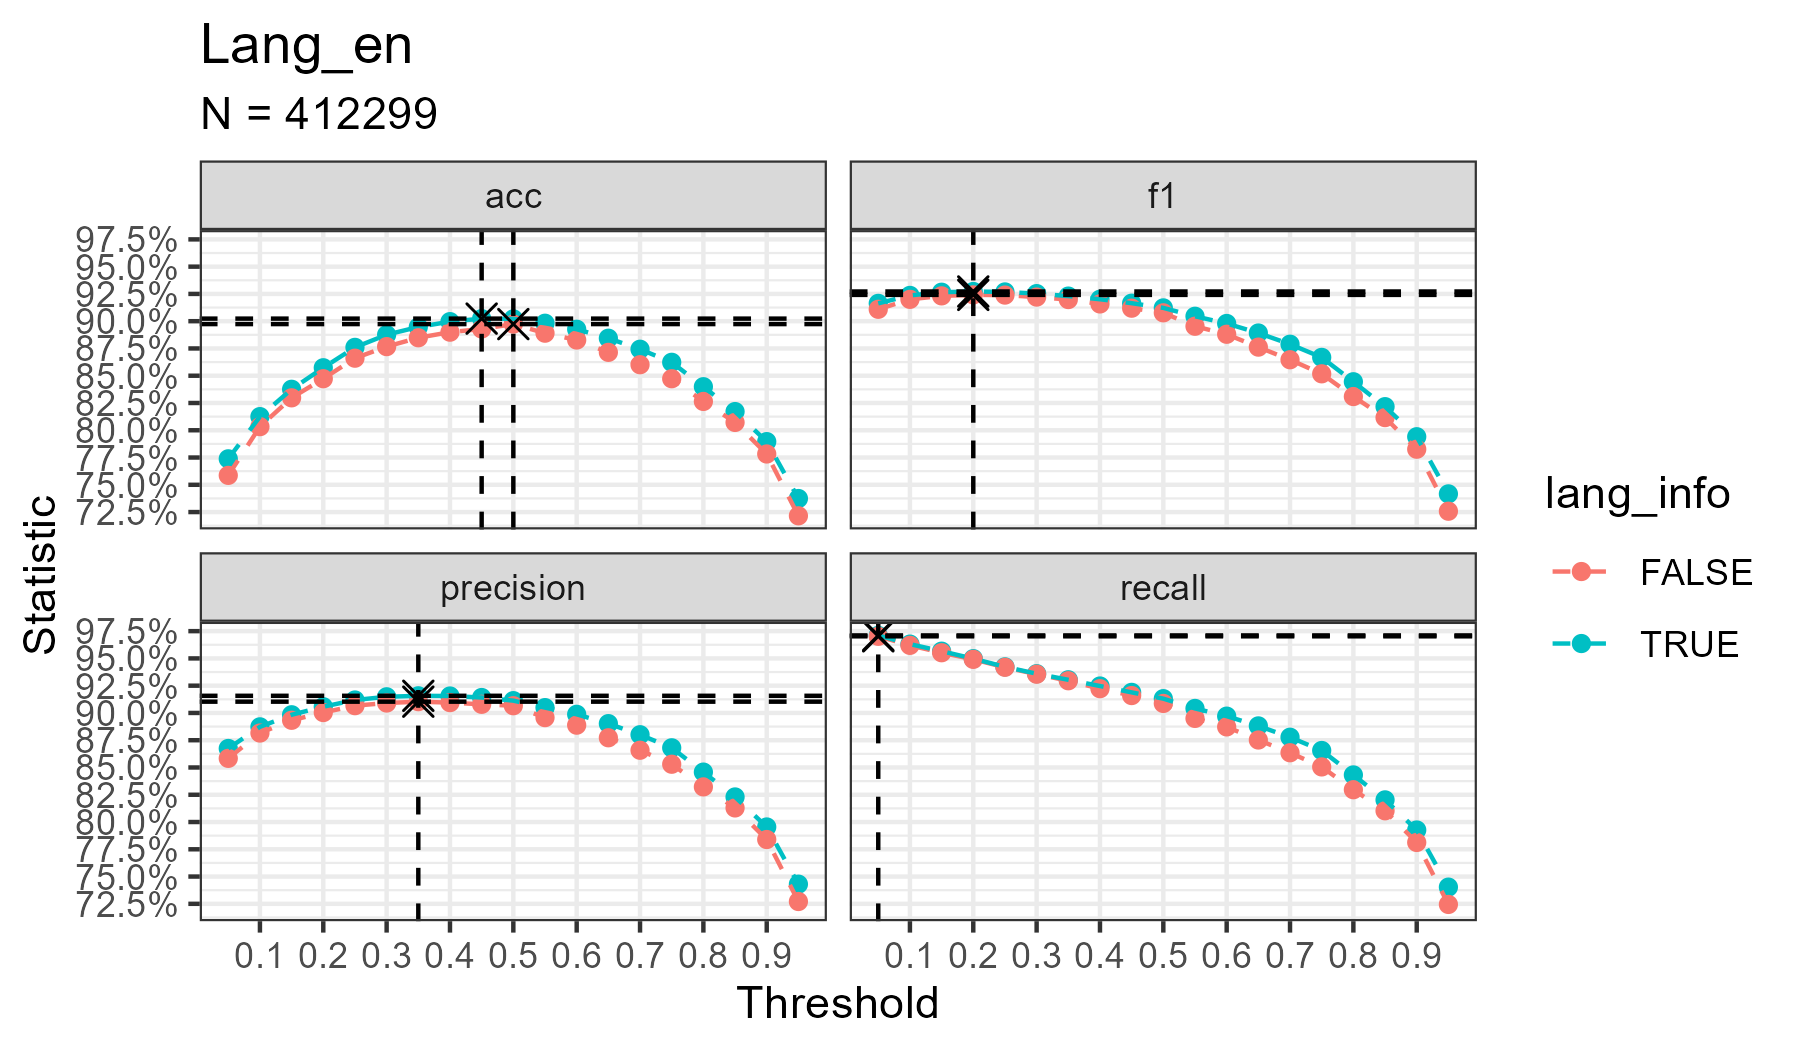 Lang_en
N = 412299
acc
f1
97.5%
95.0%
92.5%
90.0%
87.5%
85.0%
82.5%
80.0%
77.5%
75.0%
72.5%
precision
recall
97.5%
95.0%
92.5%
90.0%
87.5%
85.0%
82.5%
80.0%
77.5%
75.0%
72.5%
0.1 0.2 0.3 0.4 0.5 0.6 0.7 0.8 0.9
0.1 0.2 0.3 0.4 0.5 0.6 0.7 0.8 0.9
Threshold
Statistic
lang_info
FALSE
TRUE